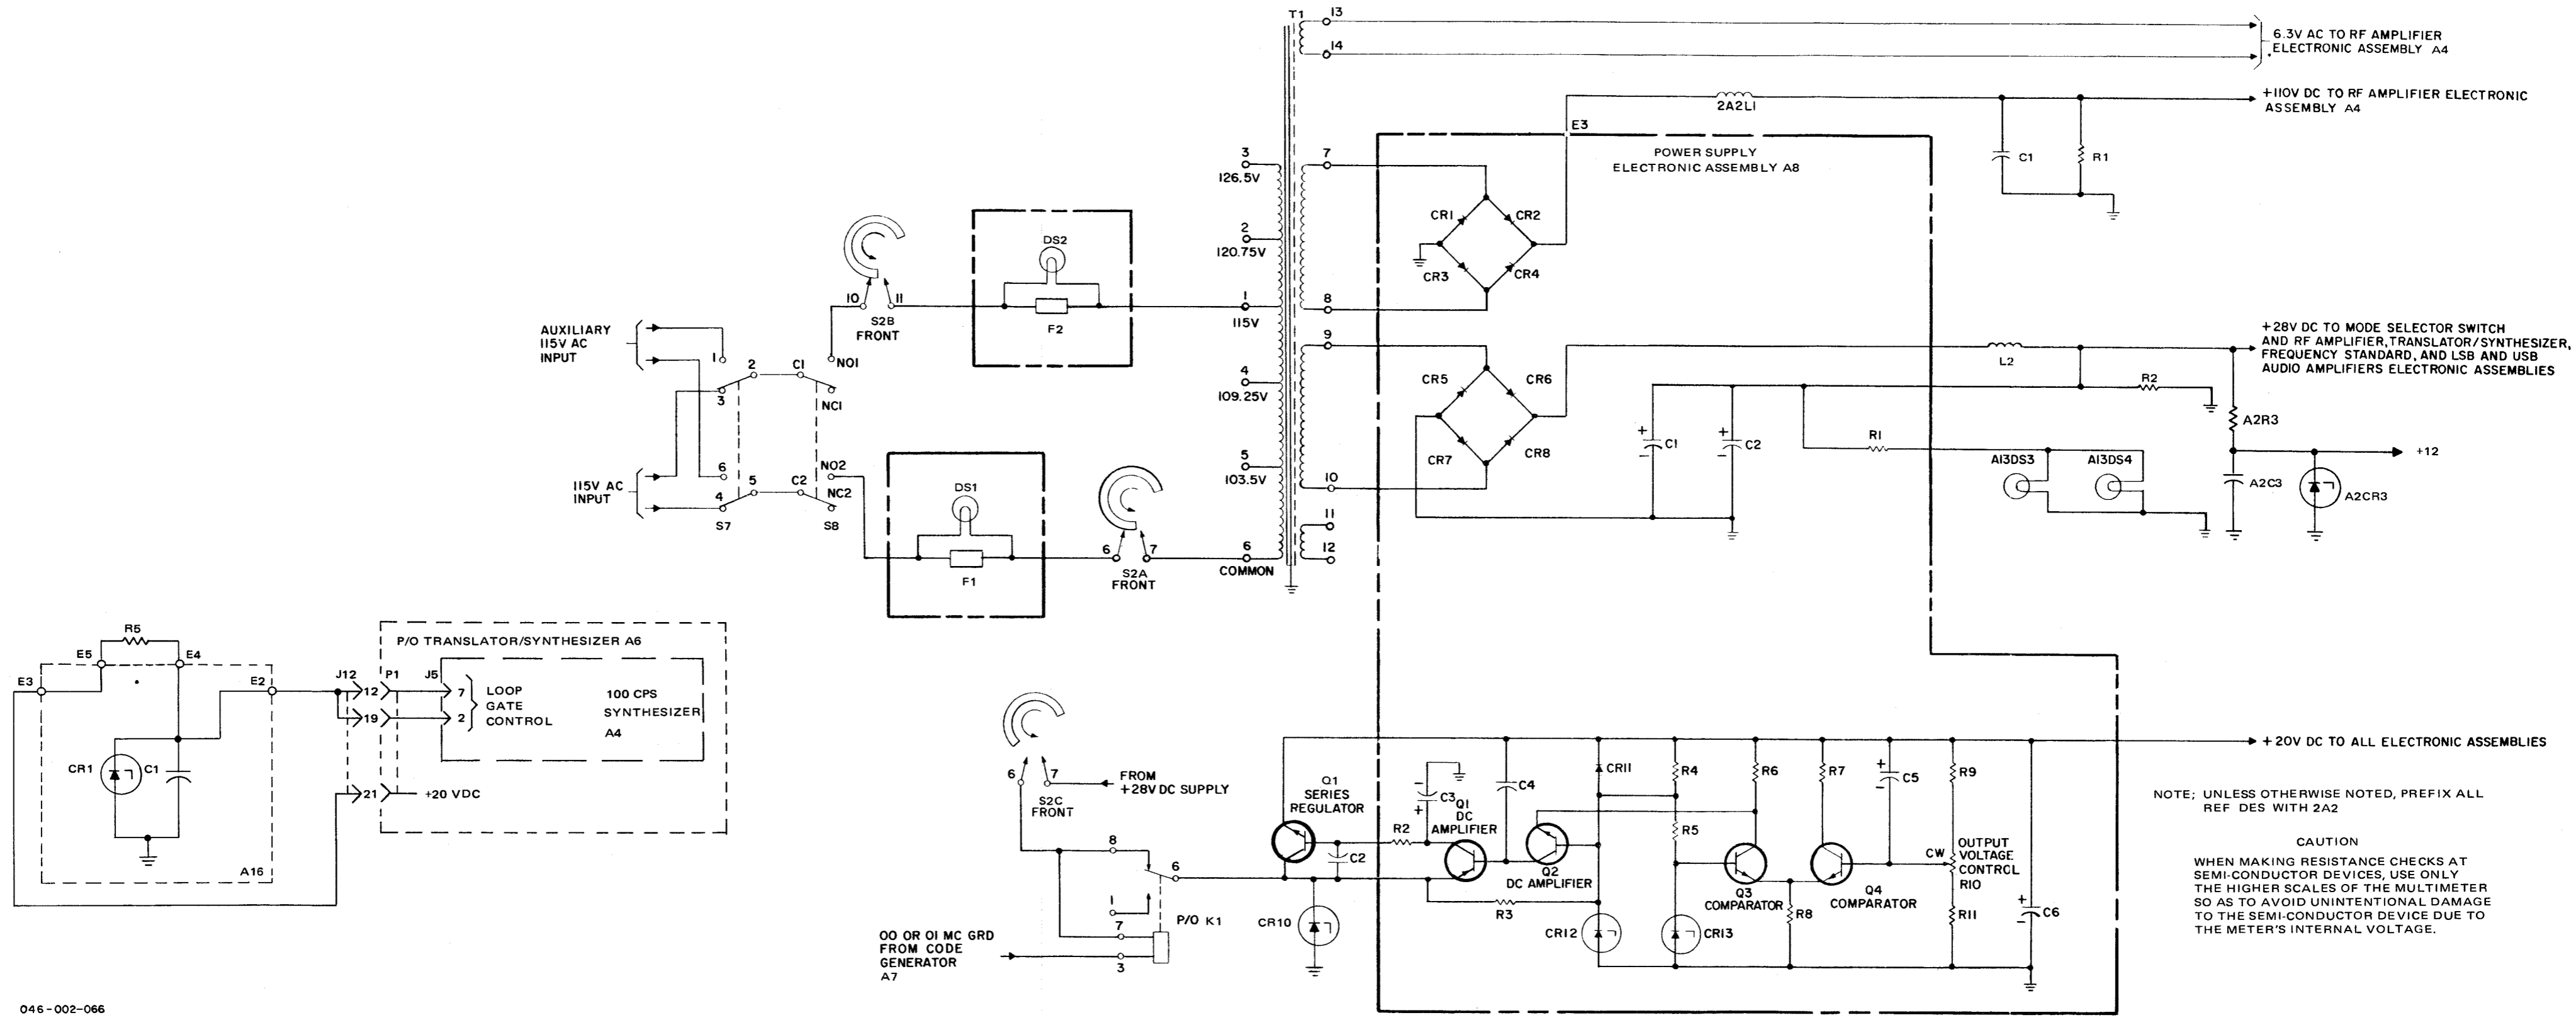 T1
13
14
6.3V AC TO RF AMPLIFIER
ELECTRONIC ASSEMBLY A4
2A2L1
+110V DC TO RF AMPLIFIER ELECTRONIC
ASSEMBLY A4
E3
C1
R1
POWER SUPPLY
ELECTRONIC ASSEMBLY A8
3
126.5V
2
120.75V
1
115V
4
109.25V
5
103.5V
6
COMMON
7
8
9
10
11
12
CR1
CR2
CR3
CR4
CR5
CR6
CR7
CR8
DS2
F2
10
11
S2B
FRONT
AUXILIARY
115V AC
INPUT
1
2
C1
NO1
3
NC1
115V AC
INPUT
6
5
C2
NO2
NC2
4
S7
S8
DS1
F1
6
7
S2A
FRONT
L2
+28V DC TO MODE SELECTOR SWITCH
AND RF AMPLIFIER, TRANSLATOR/SYNTHESIZER,
FREQUENCY STANDARD, AND LSB AND USB
AUDIO AMPLIFIERS ELECTRONIC ASSEMBLIES
R2
A2R3
+
C1
-
+
C2
-
R1
A13DS3
A13DS4
+12
A2C3
A2CR3
R5
E5
E4
E3
E2
CR1
C1
A16
P/O TRANSLATOR/SYNTHESIZER A6
J12
P1
J5
12
7
LOOP
GATE
CONTROL
19
2
100 CPS
SYNTHESIZER
A4
21
+20 VDC
6
7
S2C
FRONT
FROM
+28V DC SUPPLY
8
6
1
7
3
P/O K1
00 OR 01 MC GRD
FROM CODE
GENERATOR
A7
Q1
SERIES
REGULATOR
CR10
C2
R2
-
C3
+
Q1
DC
AMPLIFIER
C4
Q2
DC AMPLIFIER
R3
CR11
CR12
R4
R5
CR13
R6
Q3
COMPARATOR
R7
R8
Q4
COMPARATOR
+
C5
-
R9
CW
OUTPUT
VOLTAGE
CONTROL
R10
R11
+
C6
-
+20V DC TO ALL ELECTRONIC ASSEMBLIES
NOTE; UNLESS OTHERWISE NOTED, PREFIX ALL
REF DES WITH 2A2
CAUTION
WHEN MAKING RESISTANCE CHECKS AT
SEMI-CONDUCTOR DEVICES, USE ONLY
THE HIGHER SCALES OF THE MULTIMETER
SO AS TO AVOID UNINTENTIONAL DAMAGE
TO THE SEMI-CONDUCTOR DEVICE DUE TO
THE METER'S INTERNAL VOLTAGE.
046-002-066